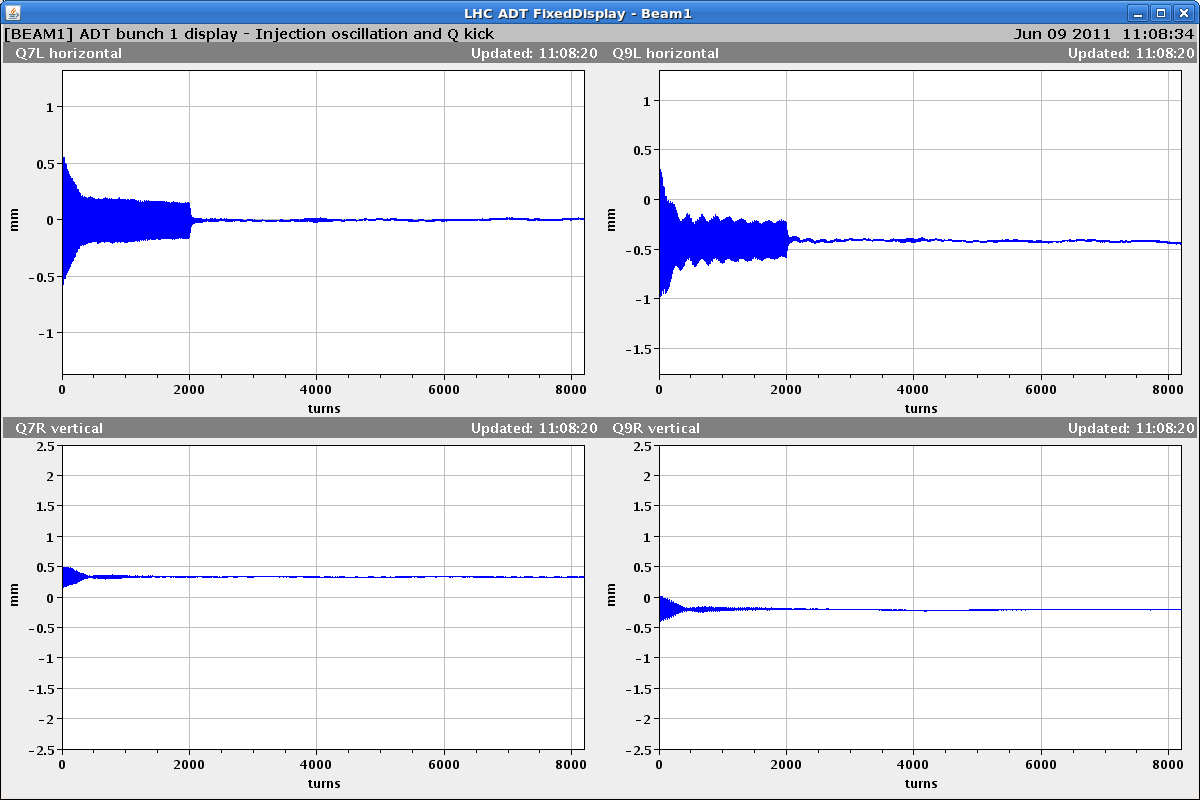 LHC ADT FixedDisplay - Beam1
[BEAM1] ADT bunch 1 display - Injection oscillation and Q kick Jun 09 2011 11:08:34
Q7L horizontal Updated: 11:08:20
1
0.5
0
-0.5
-1
mm
0 2000 4000 6000 8000
turns
Q9L horizontal Updated: 11:08:20
1
0.5
0
-0.5
-1
-1.5
mm
0 2000 4000 6000 8000
turns
Q7R vertical Updated: 11:08:20
2.5
2
1.5
1
0.5
0
-0.5
-1
-1.5
-2
-2.5
mm
0 2000 4000 6000 8000
turns
Q9R vertical Updated: 11:08:20
2.5
2
1.5
1
0.5
0
-0.5
-1
-1.5
-2
-2.5
mm
0 2000 4000 6000 8000
turns